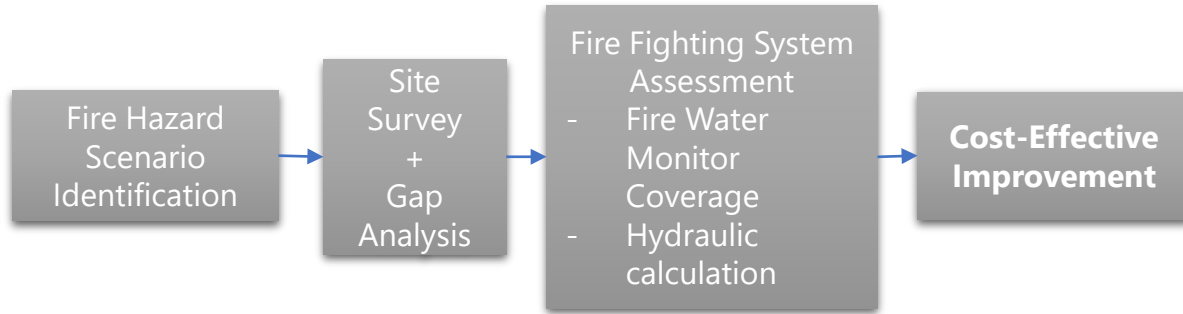 Fire Hazard
Scenario
Identification
Site
Survey
+
Gap
Analysis
Fire Fighting System
Assessment
- Fire Water
Monitor
Coverage
- Hydraulic
calculation
Cost-Effective
Improvement